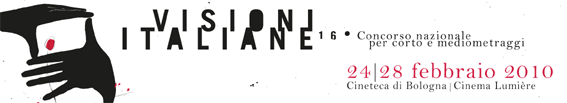 VISIONI
ITALIANE 16° Concorso nazionale
per corto e mediometraggi
24|28 febbraio 2010
Cineteca di Bologna|Cinema Lumière